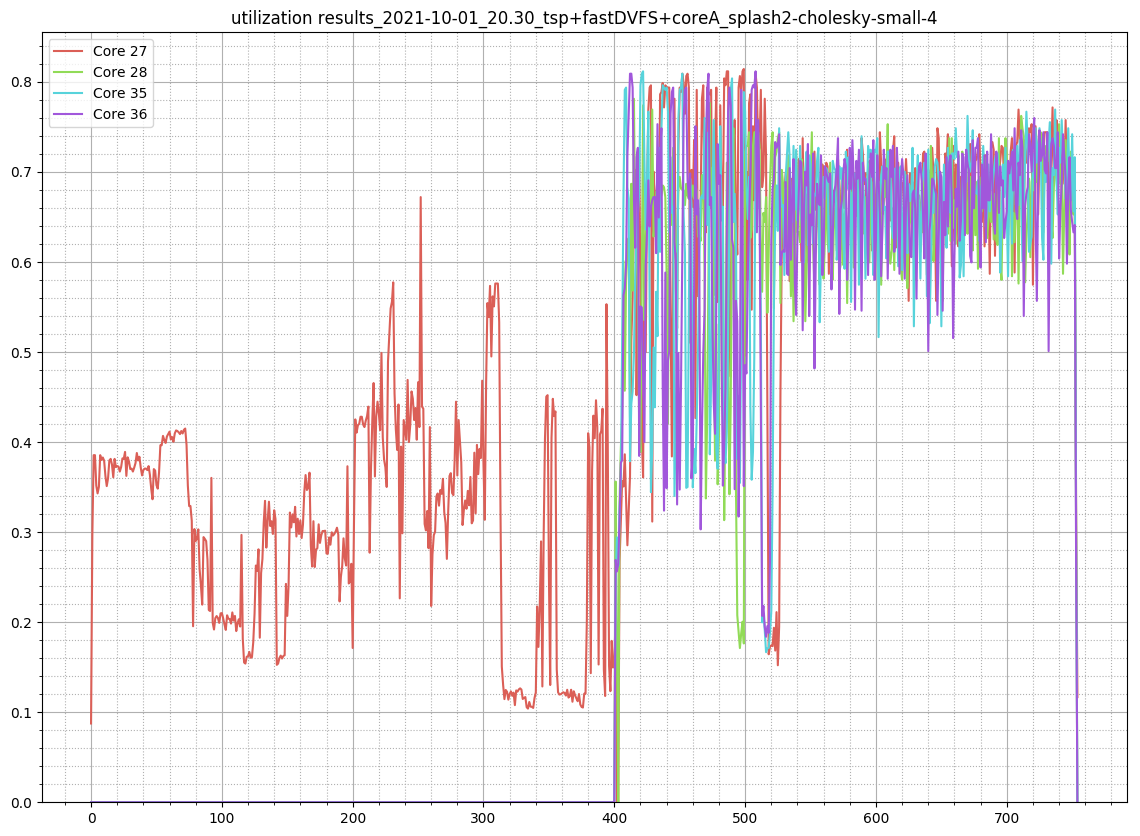 utilization results_2021-10-01_20.30_tsp+fastDVFS+coreA_splash2-cholesky-small-4
Core 27
Core 28
Core 35
Core 36
0.8
0.7
0.6
0.5
0.4
0.3
0.2
0.1
0.0
0 100 200 300 400 500 600 700